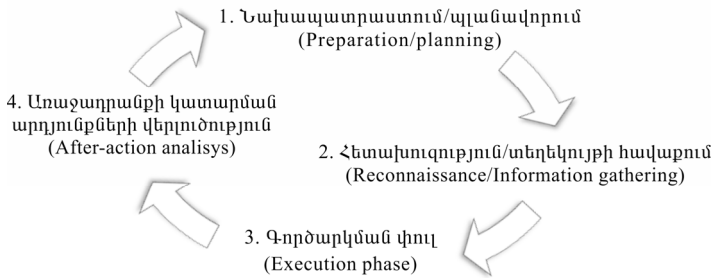 1. Նախապատրաստում/պլանավորում
(Preparation/planning)
2. Հետախուզություն/տեղեկույթի հավաքում
(Reconnaissance/Information gathering)
3. Գործարկման փուլ
(Execution phase)
4. Առաջադրանքի կատարման
արդյունքների վերլուծություն
(After-action analisys)